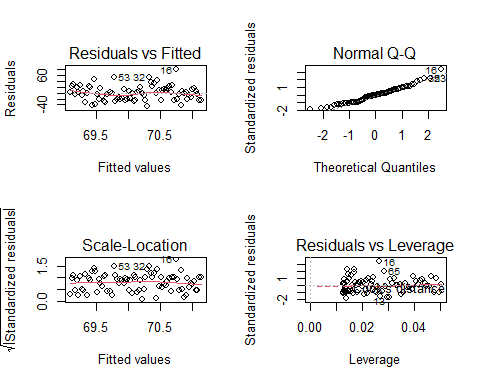 Residuals vs Fitted
Residuals
-40
60
53 32
16
69.5
70.5
Fitted values
Normal Q-Q
Standardized residuals
-2
1
16
-2
-1
0
1
2
Theoretical Quantiles
Scale-Location
√|Standardized residuals|
0.0
1.5
53 32
16
69.5
70.5
Fitted values
Residuals vs Leverage
Standardized residuals
-2
1
16
65
13
distance
0.00
0.02
0.04
Leverage